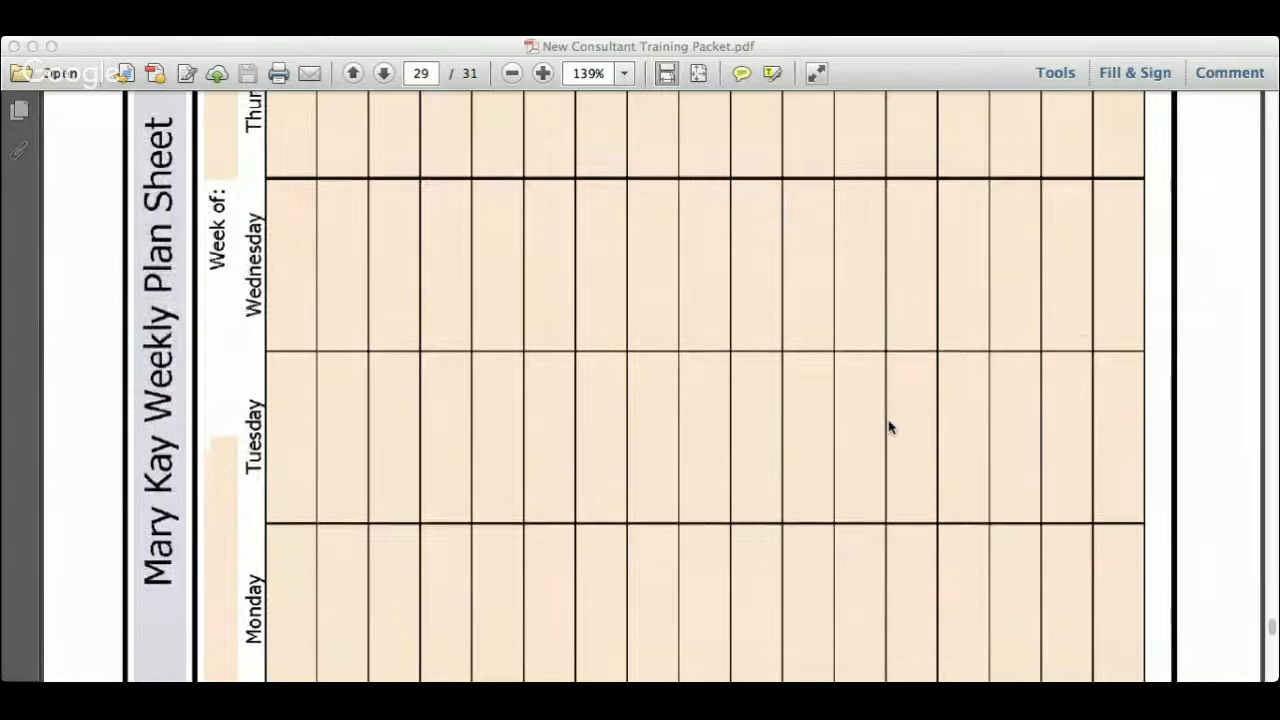 New Consultant Training Packet.pdf
Open
Google
29 / 31
139%
Tools
Fill & Sign
Comment
Mary Kay Weekly Plan Sheet
Week of:
Thur
Wednesday
Tuesday
Monday